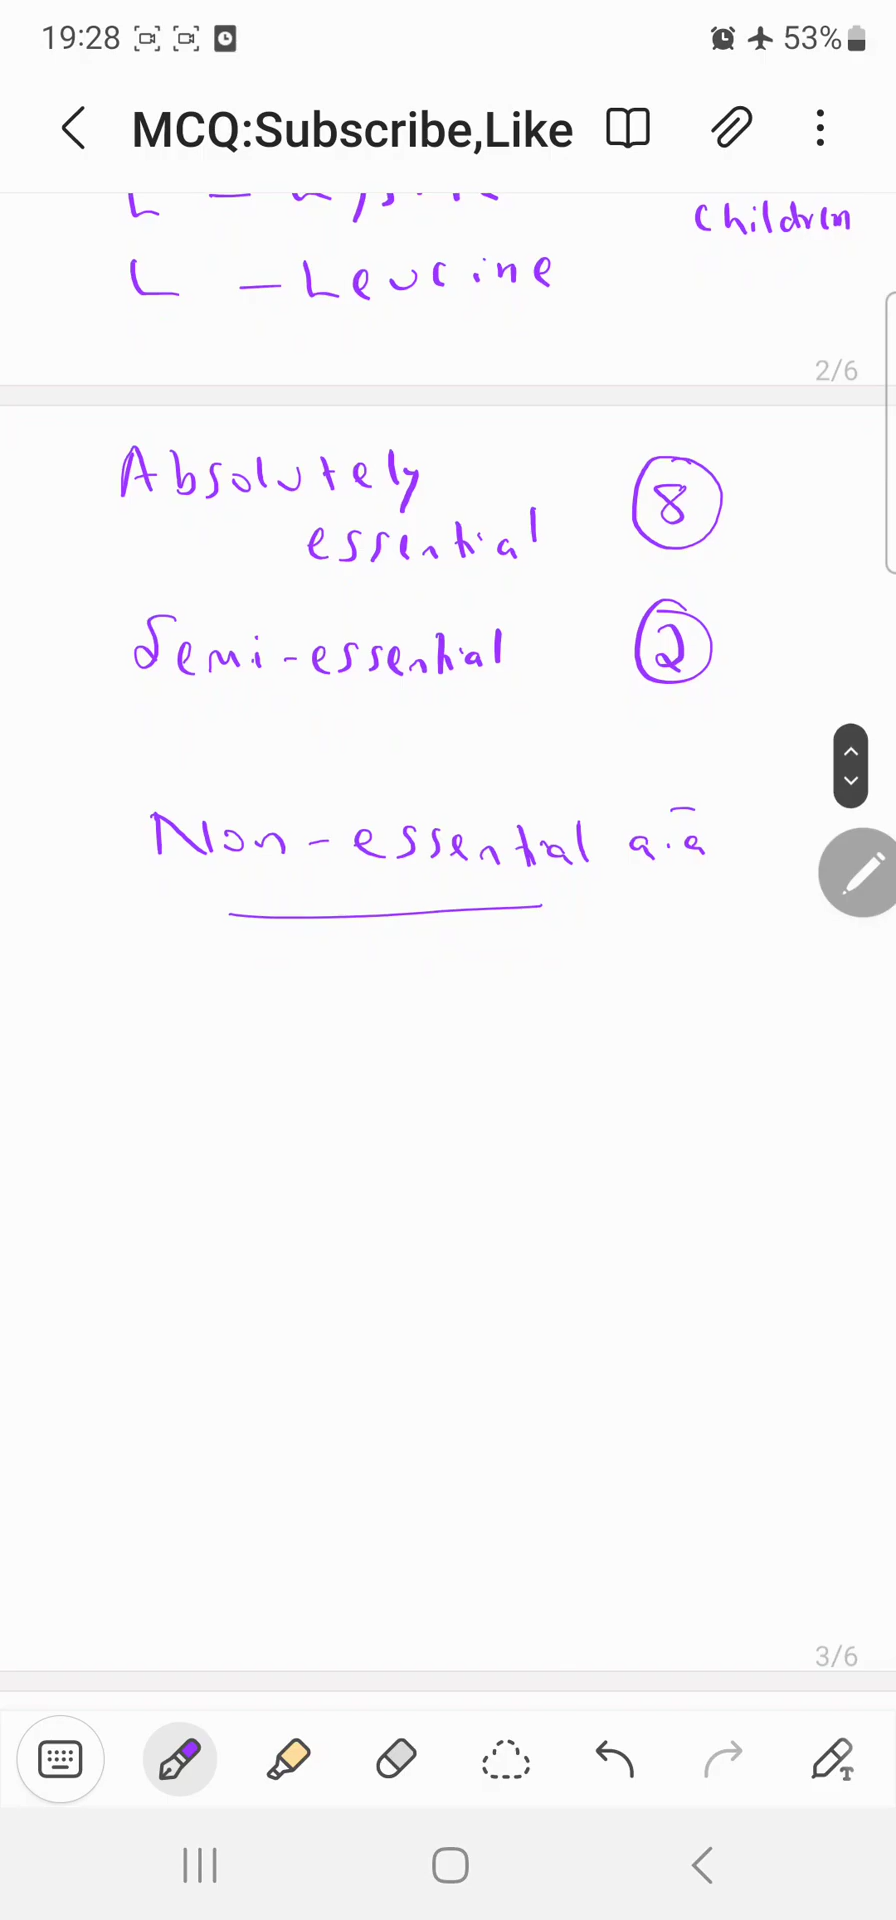 19:28 53%
MCQ:Subscribe,Like
Children
L - Leucine
2/6
Absolutely
essential 8
Semi-essential 2
Non-essential a.a
3/6
T